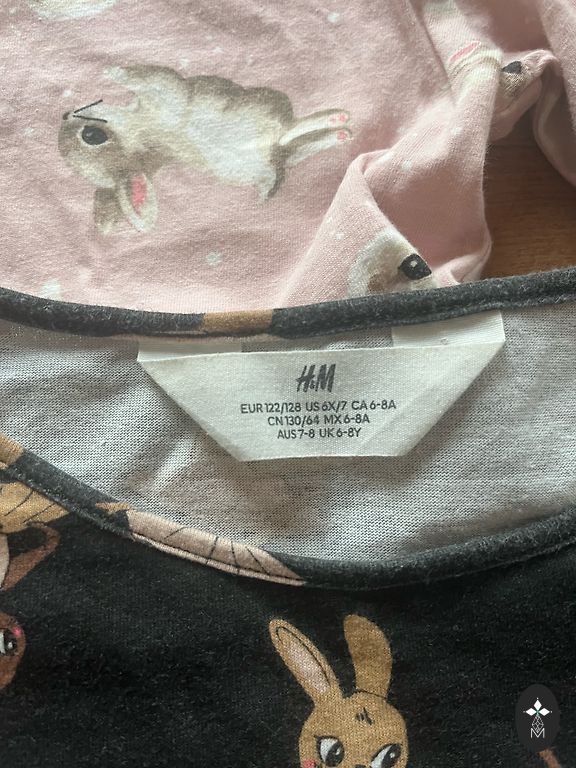 H&M
EUR 122/128 US 6X/7 CA 6-8A
CN 130/64 MX 6-8A
AUS 7-8 UK 6-8Y